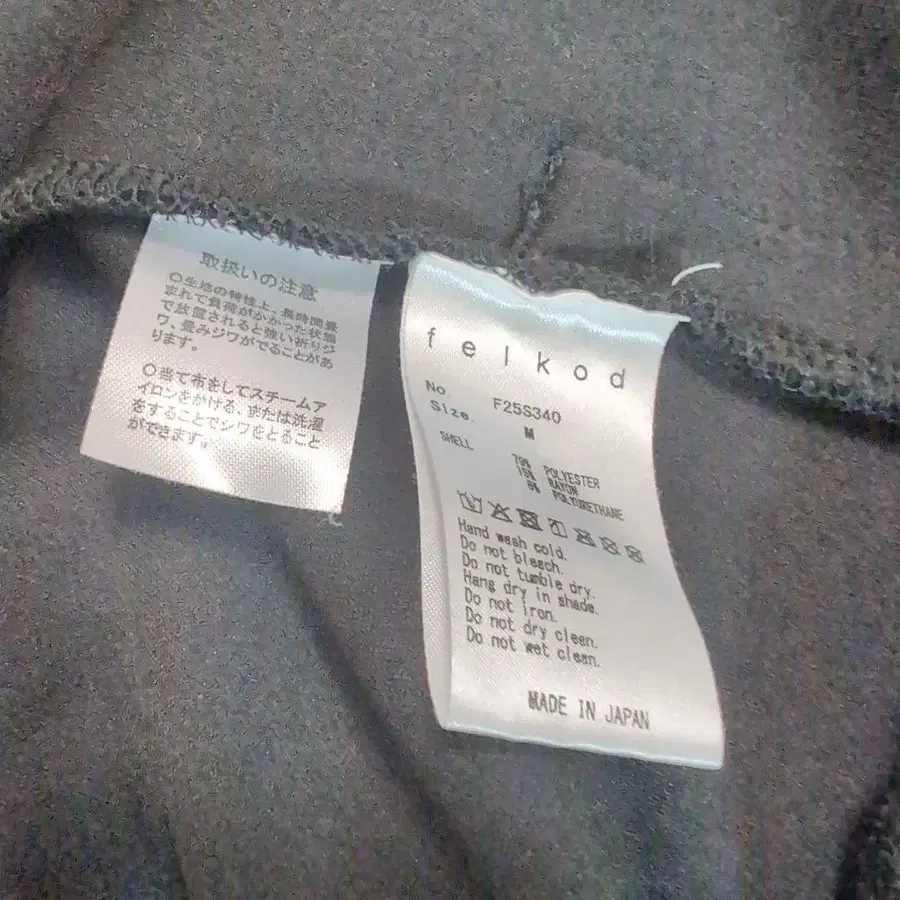 取扱いの注意
○生地の特性上、長時間畳
まれて負荷がかかった状態
で放置されると強い折りジ
ワ、畳みジワがでることがあ
ります。
○当て布をしてスチームア
イロンをかける、または洗濯
をすることでシワをとること
ができます。
felkod
No. F25S340
Size. M
SHELL
79% POLYESTER
15% RAYON
6% POLYURETHANE
Hand wash cold.
Do not bleach.
Do not tumble dry.
Hang dry in shade.
Do not iron.
Do not dry clean.
Do not wet clean.
MADE IN JAPAN